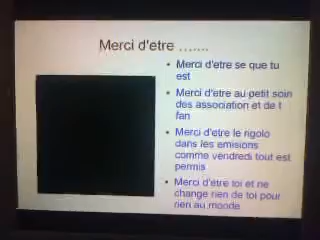 Merci d'etre .......
Merci d'etre se que tu
est
Merci d'etre au petit soin
des association et de t
fan
Merci d'etre le rigolo
dans les emisions
comme vendredi tout est
permis
Merci d'etre toi et ne
change rien de toi pour
rien au monde